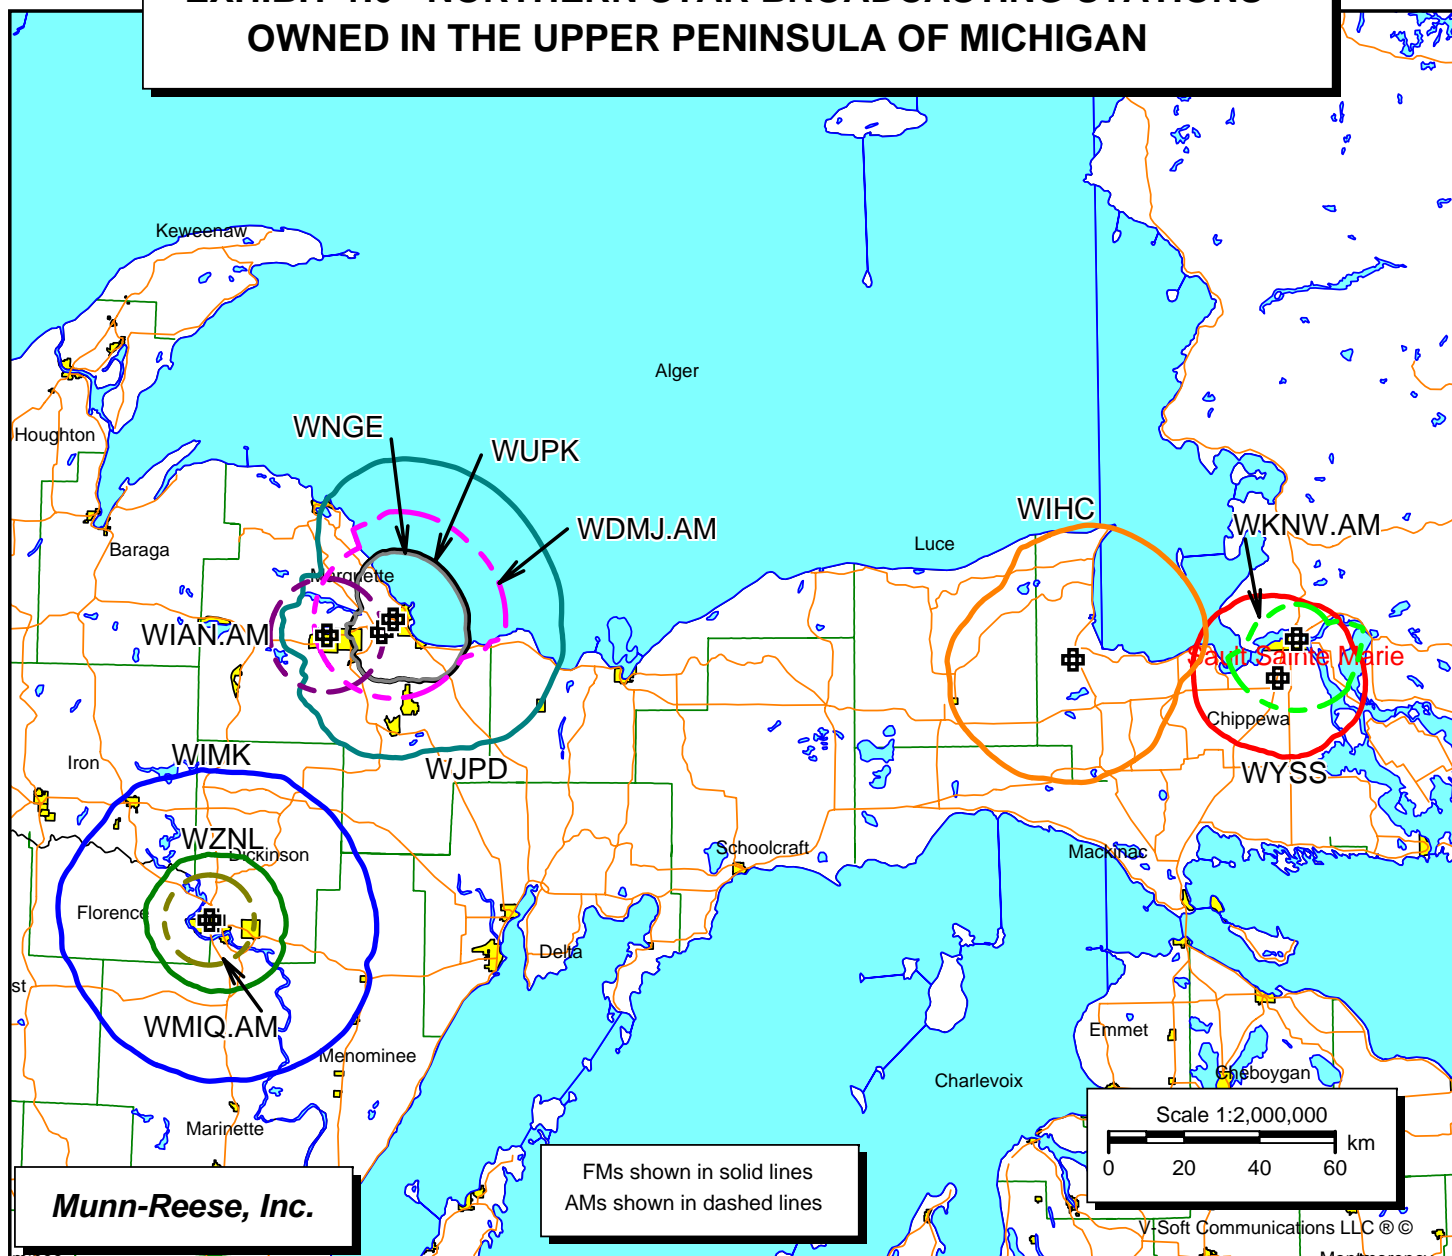 OWNED IN THE UPPER PENINSULA OF MICHIGAN
Keweenaw
Alger
Houghton
WNGE
WUPK
WDMJ.AM
WIHC
WKNW.AM
Baraga
Luce
Marquette
WIAN.AM
Sault Sainte Marie
Chippewa
WYSS
WJPD
Iron
WIMK
WZNL
Dickinson
Schoolcraft
Mackinac
Florence
Delta
st
WMIQ.AM
Menominee
Emmet
Cheboygan
Charlevoix
Marinette
Scale 1:2,000,000
0 20 40 60 km
FMs shown in solid lines
AMs shown in dashed lines
Munn-Reese, Inc.
V-Soft Communications LLC ® ©